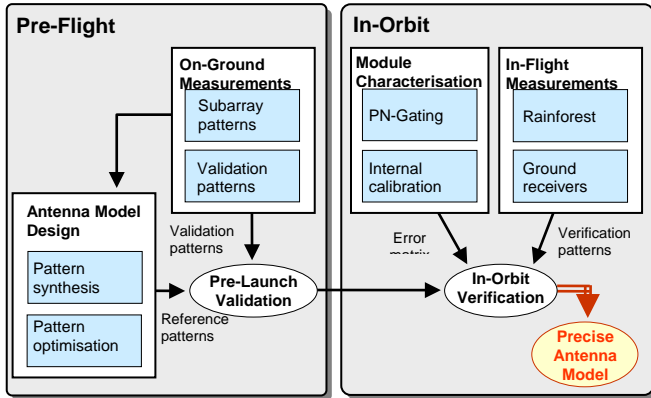 Pre-Flight
On-Ground
Measurements
Subarray
patterns
Validation
patterns
Antenna Model
Design
Pattern
synthesis
Pattern
optimisation
Validation
patterns
Reference
patterns
Pre-Launch
Validation
In-Orbit
Module
Characterisation
PN-Gating
Internal
calibration
In-Flight
Measurements
Rainforest
Ground
receivers
Error
matrix
Verification
patterns
In-Orbit
Verification
Precise
Antenna
Model